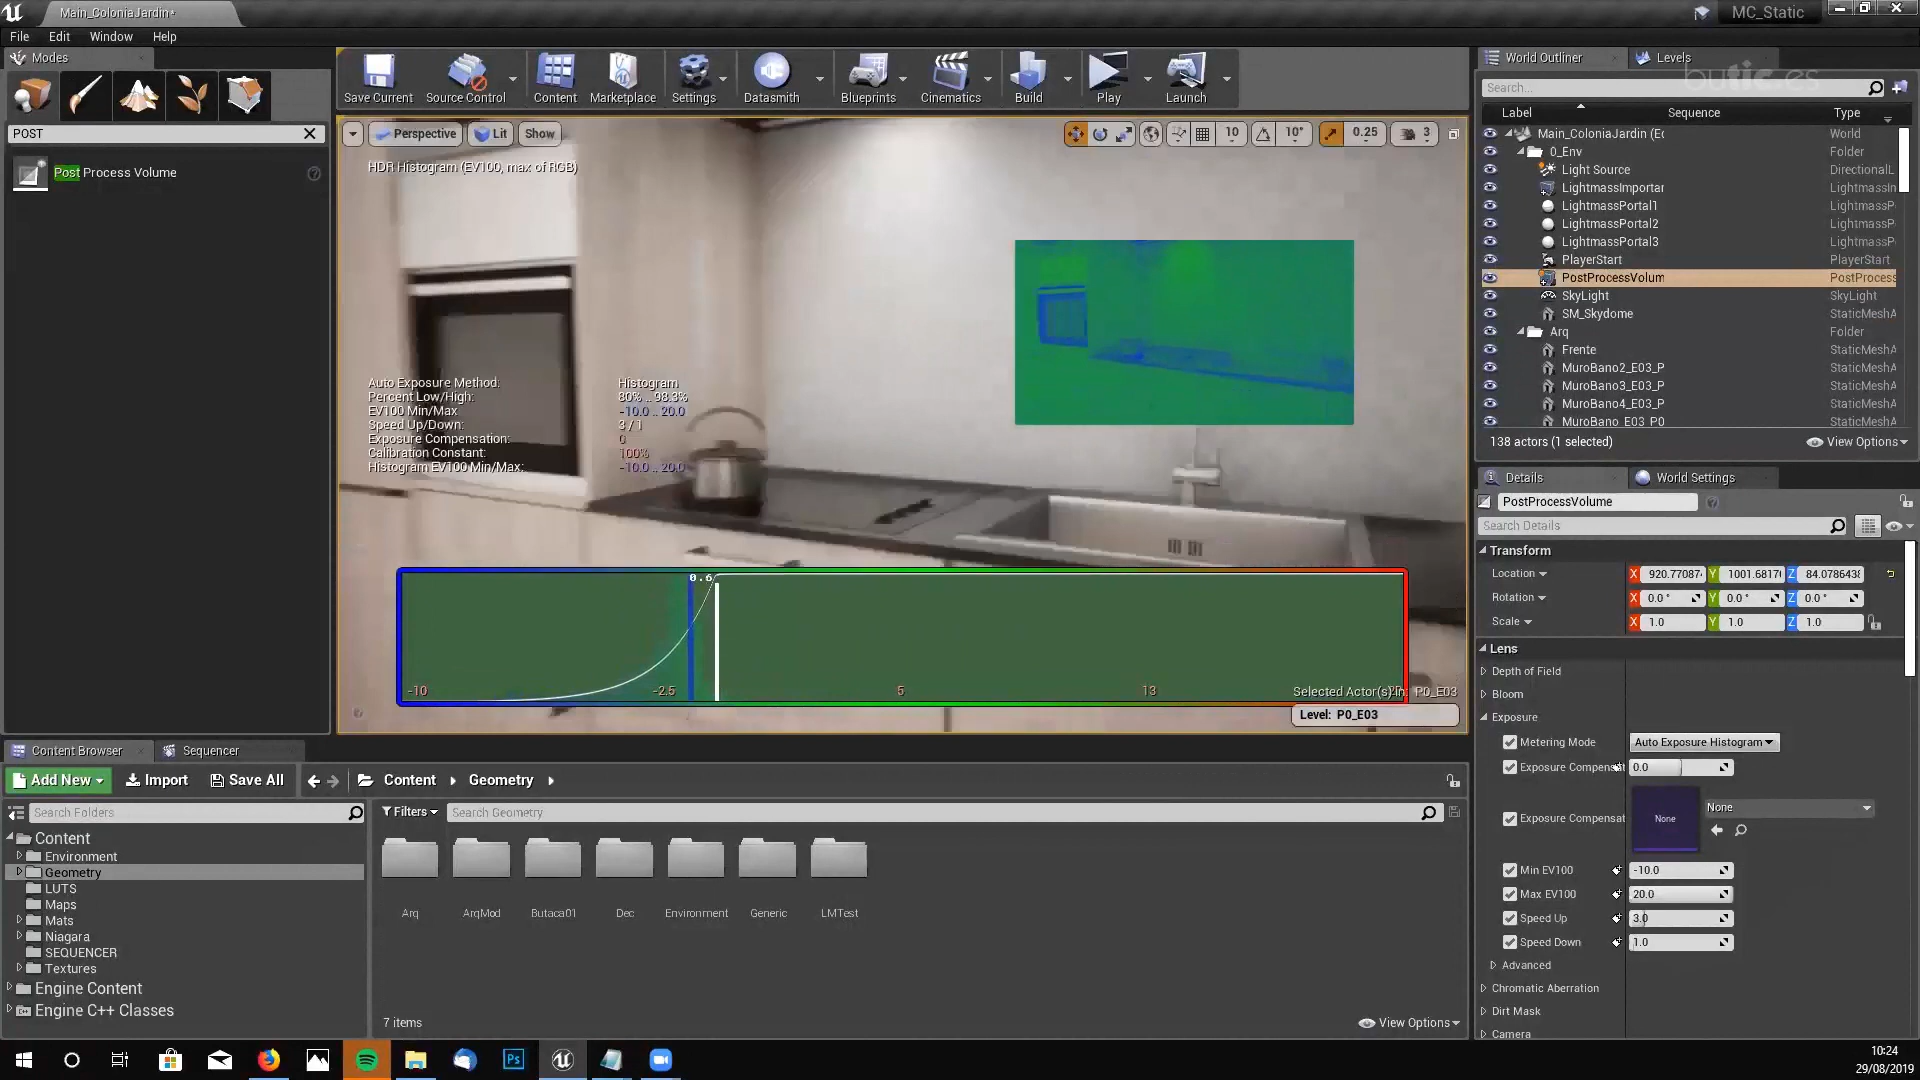 Main_ColoniaJardin*
MC_Static
File Edit Window Help
Modes
POST
Post Process Volume
Save Current
Source Control
Content
Marketplace
Settings
Datasmith
Blueprints
Cinematics
Build
Play
Launch
Perspective
Lit
Show
10
10°
0.25
3
HDR Histogram (EV100, max of RGB)
Auto Exposure Method: Histogram
Percent Low/High: 80% .. 98.3%
EV100 Min/Max -10.0 .. 20.0
Speed Up/Down: 3 / 1
Exposure Compensation: 0
Calibration Constant: 100%
Histogram EV100 Min/Max: -10.0 .. 20.0
0.6
-10 -2.5 5 13
Selected Actor(s) in: P0_E03
Level: P0_E03
World Outliner
Levels
butic.es
Search...
Label Sequence Type
Main_ColoniaJardin (Ed World
0_Env Folder
Light Source DirectionalL
LightmassImportan LightmassIn
LightmassPortal1 LightmassP
LightmassPortal2 LightmassP
LightmassPortal3 LightmassP
PlayerStart PlayerStart
PostProcessVolum PostProcess
SkyLight SkyLight
SM_Skydome StaticMeshA
Arq Folder
Frente StaticMeshA
MuroBano2_E03_P StaticMeshA
MuroBano3_E03_P StaticMeshA
MuroBano4_E03_P StaticMeshA
MuroBano_E03_P0 StaticMeshA
138 actors (1 selected)
View Options
Details
World Settings
PostProcessVolume
Search Details
Transform
Location X 920.77087 Y 1001.6817 Z 84.078643
Rotation X 0.0 ° Y 0.0 ° Z 0.0 °
Scale X 1.0 Y 1.0 Z 1.0
Lens
Depth of Field
Bloom
Exposure
Metering Mode Auto Exposure Histogram
Exposure Compensat 0.0
Exposure Compensat None None
Min EV100 -10.0
Max EV100 20.0
Speed Up 3.0
Speed Down 1.0
Advanced
Chromatic Aberration
Dirt Mask
Camera
Content Browser
Sequencer
Add New
Import
Save All
Content
Geometry
Search Folders
Filters
Search Geometry
Content
Environment
Geometry
LUTS
Maps
Mats
Niagara
SEQUENCER
Textures
Engine Content
Engine C++ Classes
Arq
ArqMod
Butaca01
Dec
Environment
Generic
LMTest
7 items
View Options
Ps
10:24
29/08/2019